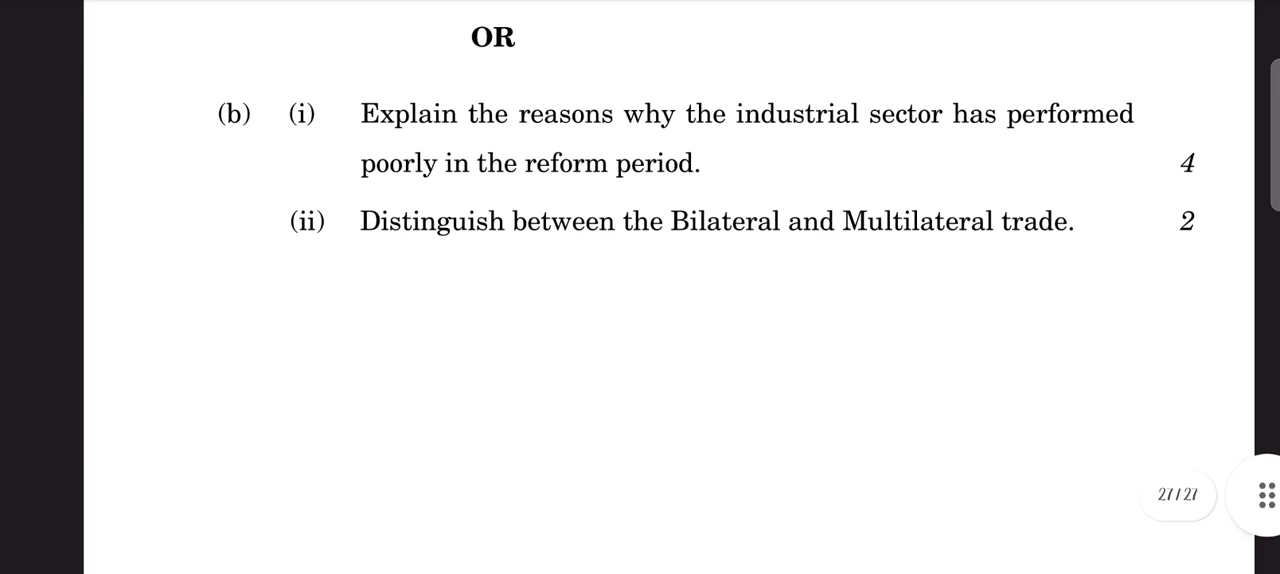 OR
(b) (i) Explain the reasons why the industrial sector has performed
poorly in the reform period. 4
(ii) Distinguish between the Bilateral and Multilateral trade. 2
27 / 27